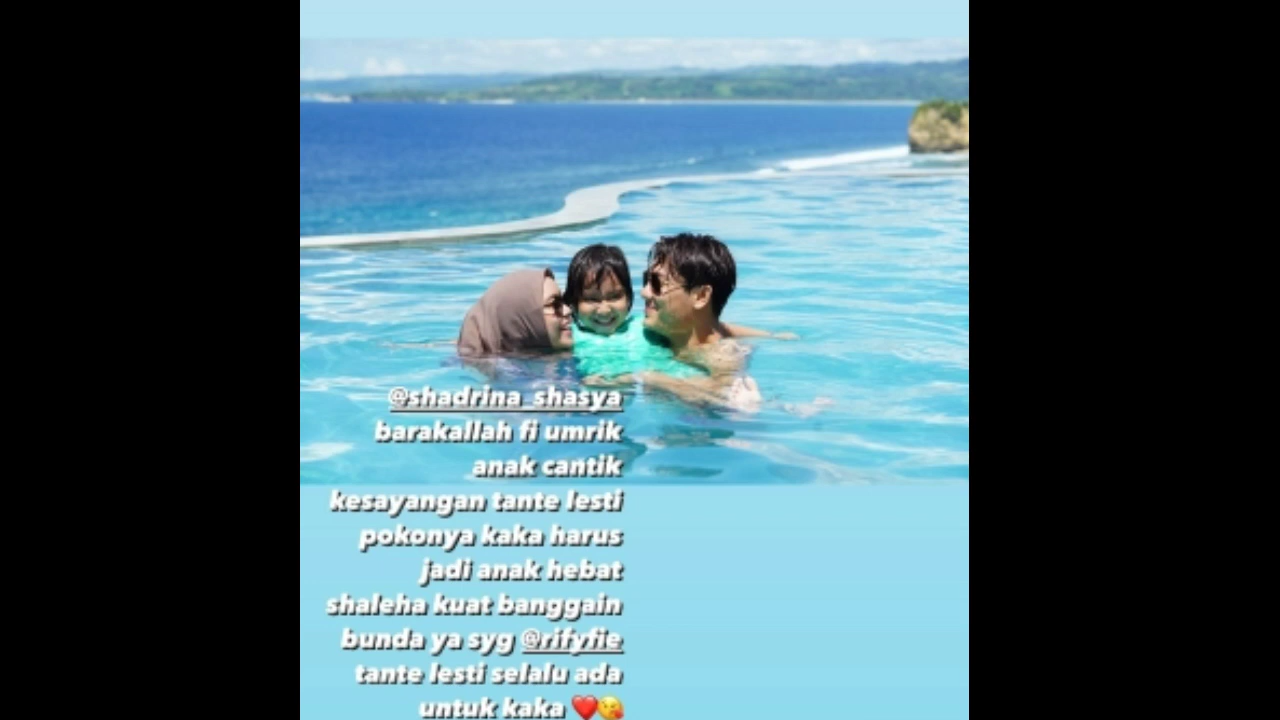 @shadrina_shasya
barakallah fi umrik
anak cantik
kesayangan tante lesti
pokonya kaka harus
jadi anak hebat
shaleha kuat banggain
bunda ya syg @rifyfie
tante lesti selalu ada
untuk kaka ❤️😘